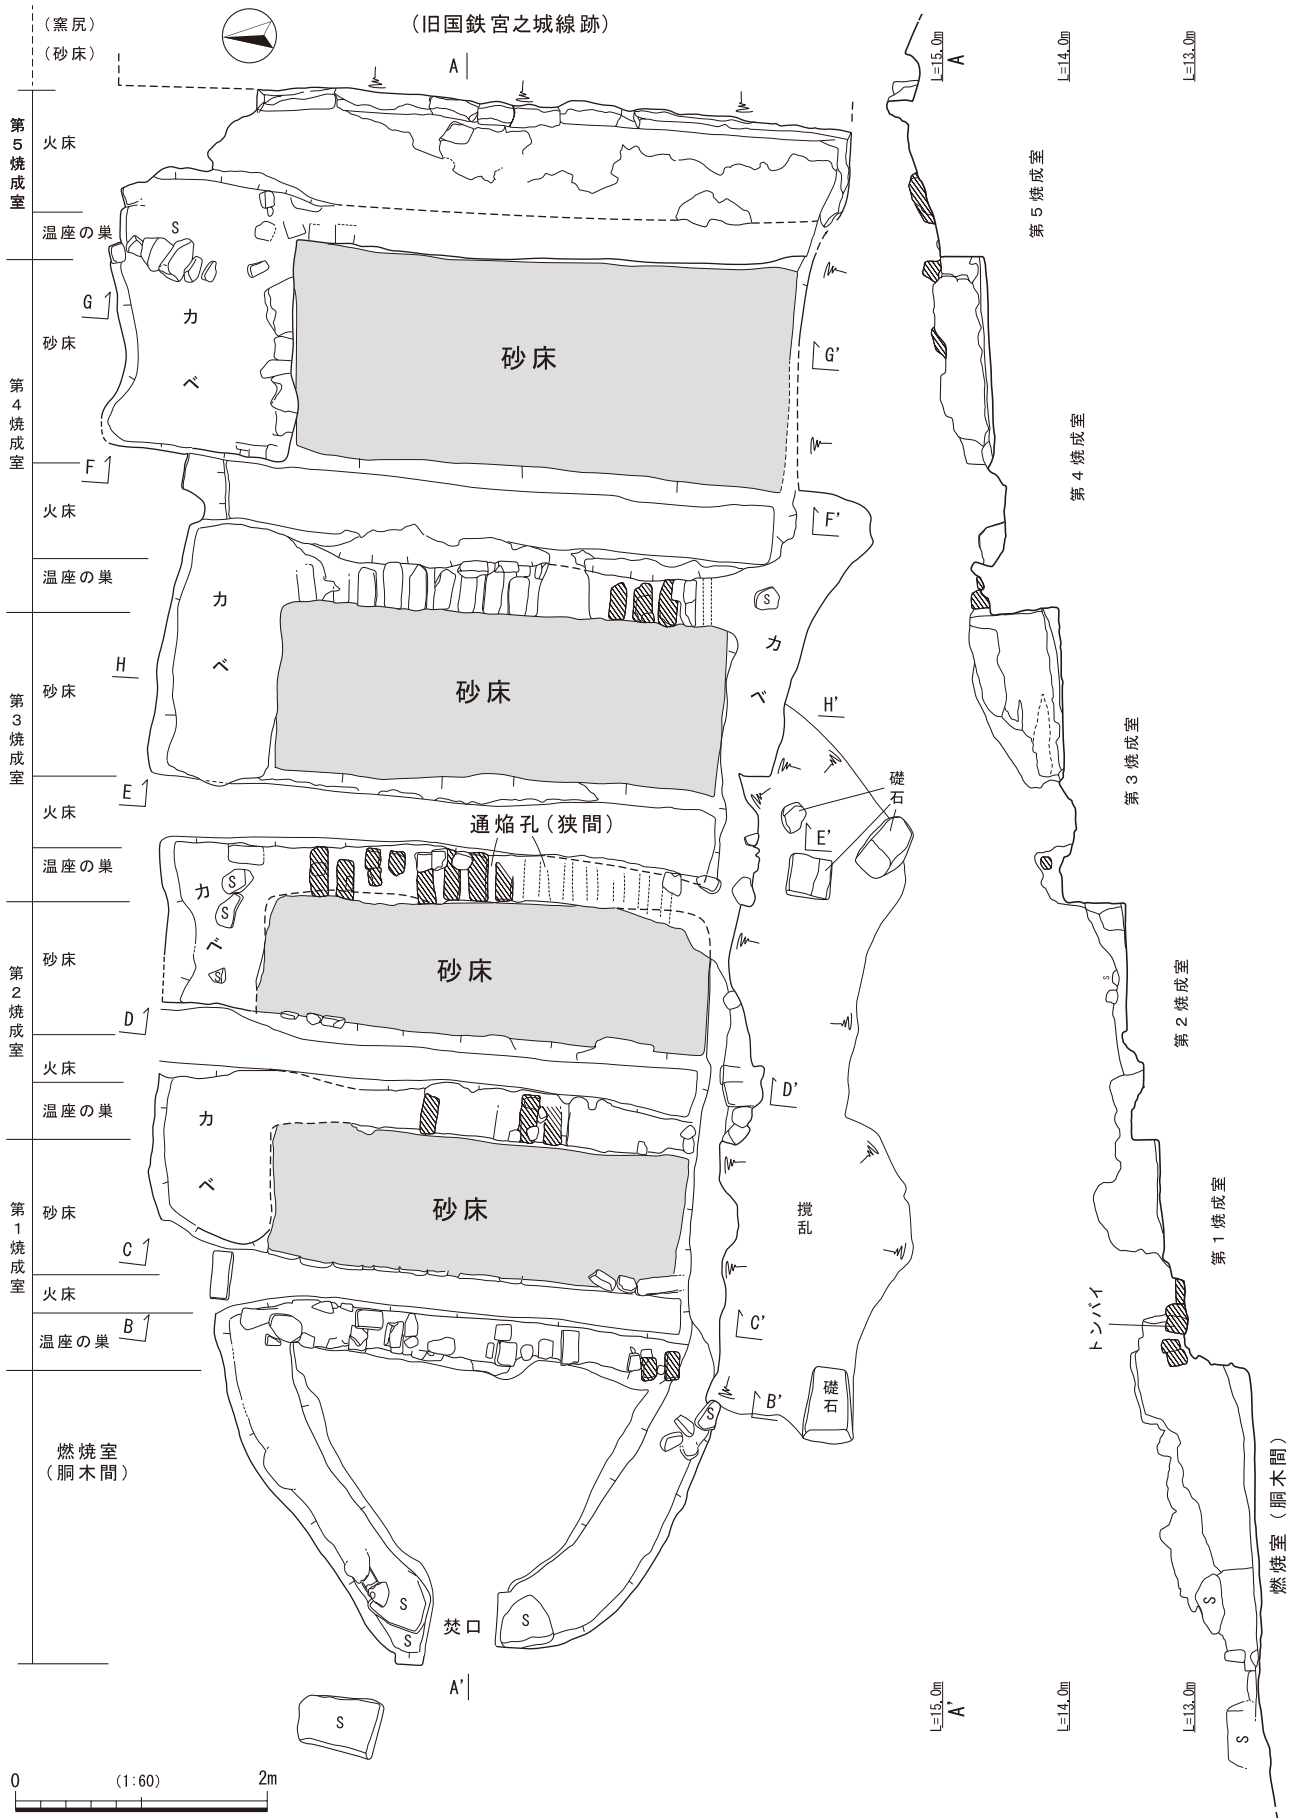 (窯尻)
(砂床)
(旧国鉄宮之城線跡)
A
L=15.0m
A
L=14.0m
L=13.0m
第5焼成室
火床
温座の巣
S
第5焼成室
G
カベ
砂床
砂床
G'
第4焼成室
第4焼成室
F
火床
F'
温座の巣
カベ
S
カベ
H
砂床
砂床
H'
第3焼成室
第3焼成室
E
火床
通焔孔(狭間)
礎石
E'
温座の巣
カベ
S
S
S
砂床
砂床
S
第2焼成室
第2焼成室
D
火床
D'
温座の巣
カベ
砂床
砂床
撹乱
第1焼成室
第1焼成室
C
火床
C'
トンバイ
B
温座の巣
B'
礎石
S
燃焼室
(胴木間)
燃焼室(胴木間)
S
S
焚口
S
S
A'
L=15.0m
A'
L=14.0m
L=13.0m
S
S
0
(1:60)
2m